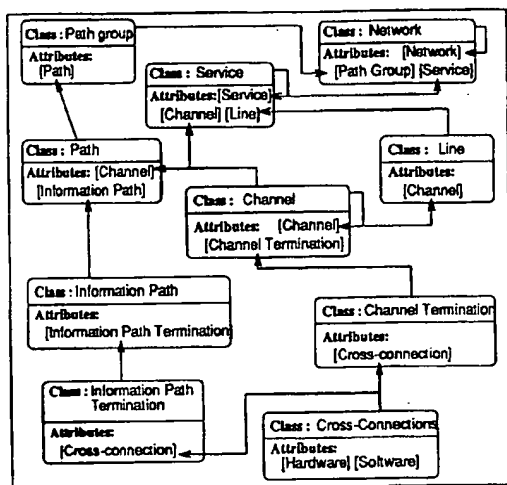 Class : Path group
Attributes:
[Path]
Class : Network
Attributes: [Network]
[Path Group] {Service}
Class : Service
Attributes:[Service}
[Channel] [Line}
Class : Path
Attributes: [Channel]
[Information Path]
Class : Line
Attributes:
[Channel]
Class : Channel
Attributes: [Channel]
[Channel Termination}
Class : Information Path
Attributes:
[Information Path Termination]
Class : Channel Termination
Attributes:
[Cross-connection]
Class : Information Path
Termination
Attributes:
[Cross-connection]
Class : Cross-Connections
Attributes:
[Hardware] [Software]